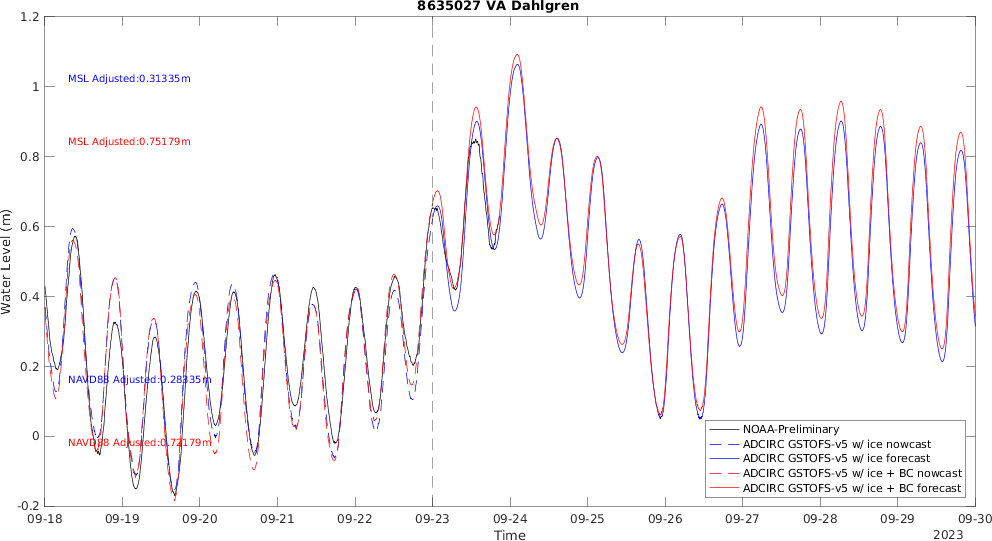 8635027 VA Dahlgren
1.2
1
0.8
0.6
0.4
0.2
0
-0.2
Water Level (m)
MSL Adjusted:0.31335m
MSL Adjusted:0.75179m
NAVD88 Adjusted:0.28335m
NAVD88 Adjusted:0.72179m
NOAA-Preliminary
ADCIRC GSTOFS-v5 w/ ice nowcast
ADCIRC GSTOFS-v5 w/ ice forecast
ADCIRC GSTOFS-v5 w/ ice + BC nowcast
ADCIRC GSTOFS-v5 w/ ice + BC forecast
09-18 09-19 09-20 09-21 09-22 09-23 09-24 09-25 09-26 09-27 09-28 09-29 09-30
Time
2023